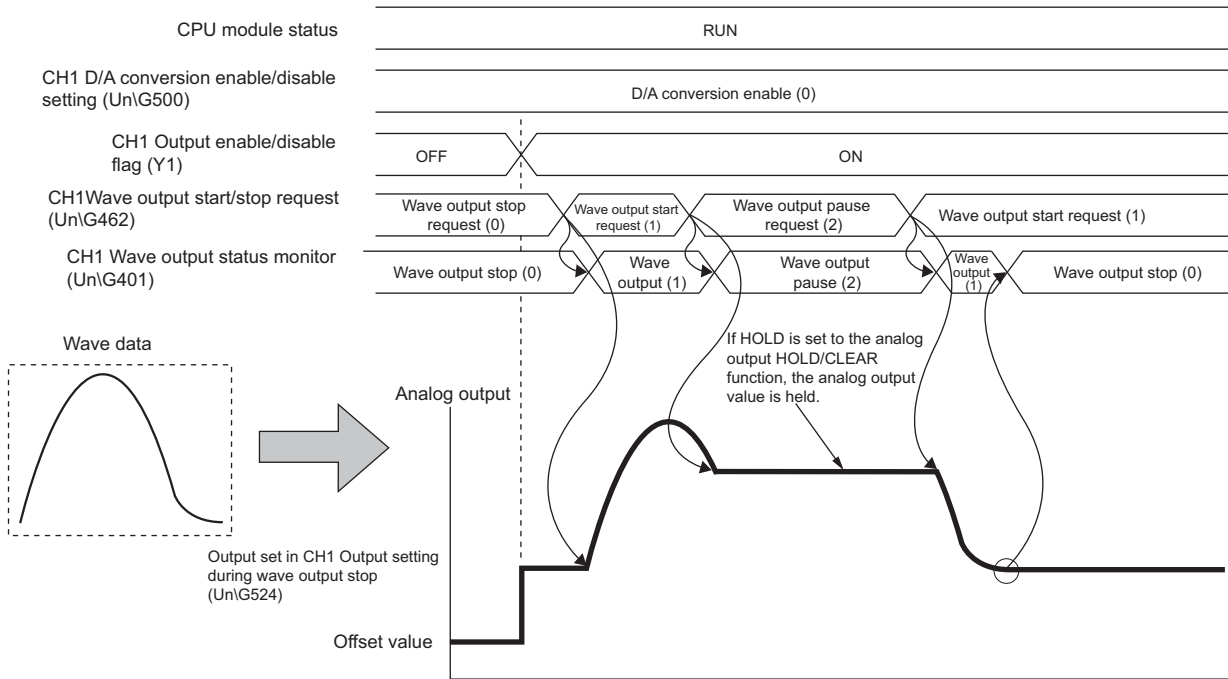 CPU module status
RUN
CH1 D/A conversion enable/disable
setting (Un\G500)
D/A conversion enable (0)
CH1 Output enable/disable
flag (Y1)
OFF
ON
CH1Wave output start/stop request
(Un\G462)
Wave output stop
request (0)
Wave output start
request (1)
Wave output pause
request (2)
Wave output start request (1)
CH1 Wave output status monitor
(Un\G401)
Wave output stop (0)
Wave
output (1)
Wave output
pause (2)
Wave
output
(1)
Wave output stop (0)
Wave data
If HOLD is set to the analog
output HOLD/CLEAR
function, the analog output
value is held.
Analog output
Output set in CH1 Output setting
during wave output stop
(Un\G524)
Offset value